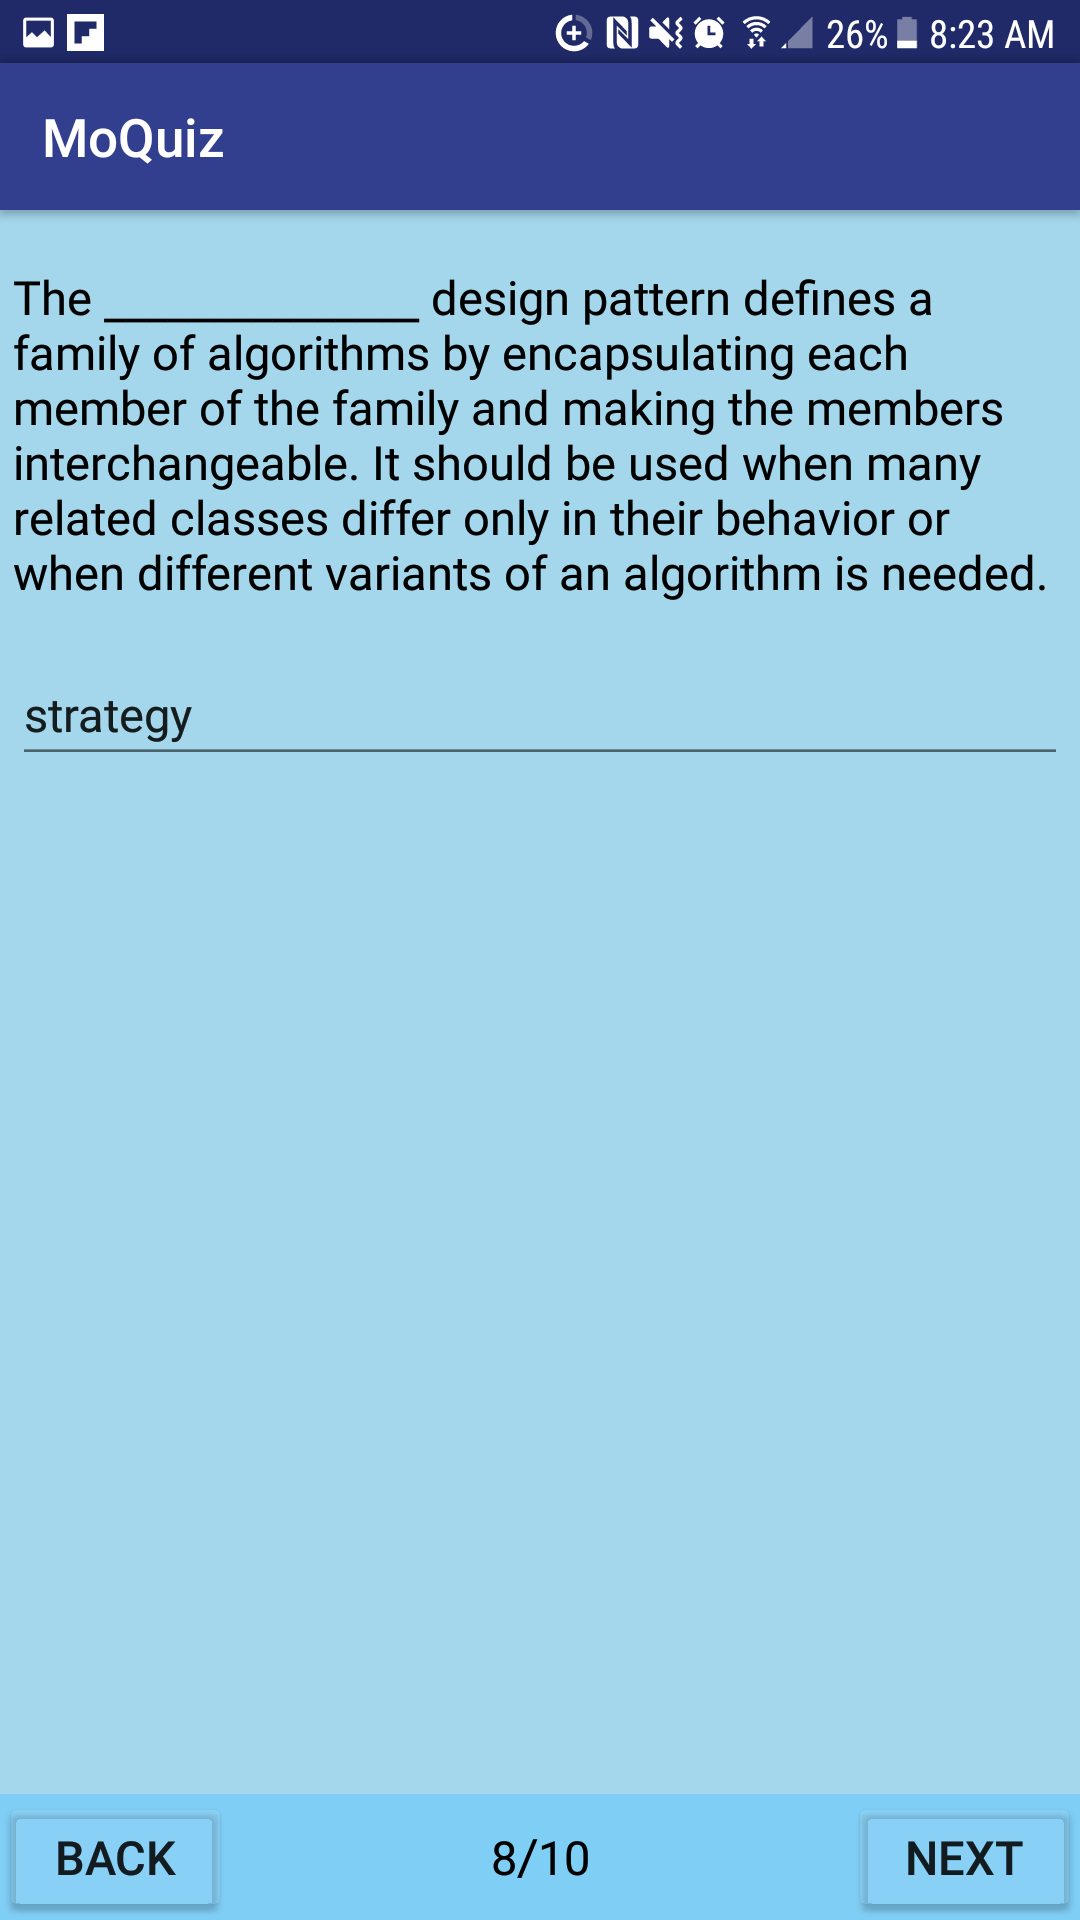 26% 8:23 AM
MoQuiz
The _____________ design pattern defines a
family of algorithms by encapsulating each
member of the family and making the members
interchangeable. It should be used when many
related classes differ only in their behavior or
when different variants of an algorithm is needed.
strategy
BACK 8/10 NEXT